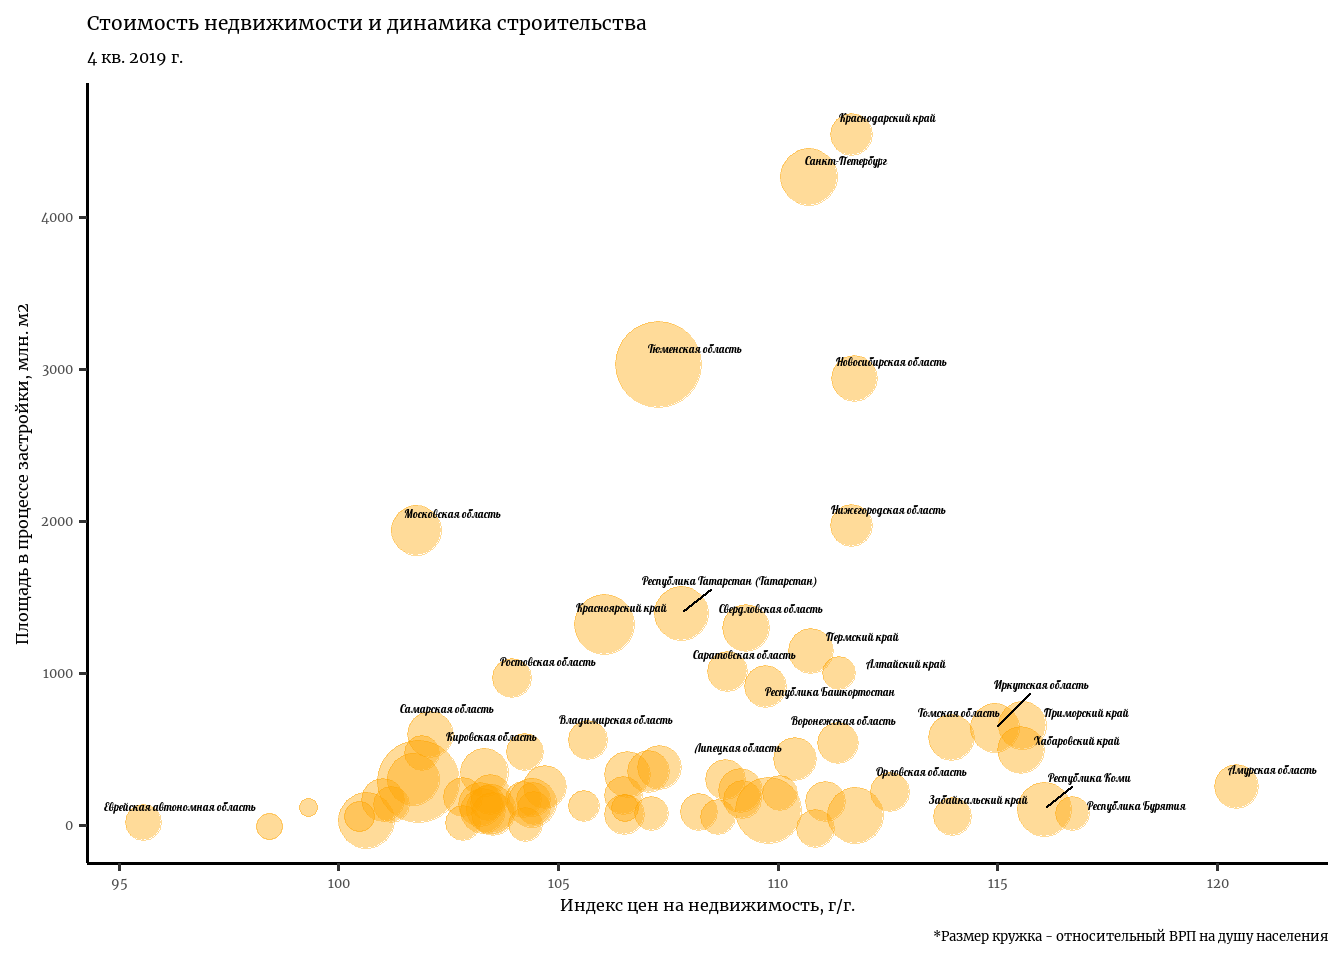 Стоимость недвижимости и динамика строительства
4 кв. 2019 г.
Площадь в процессе застройки, млн. м2
4000
3000
2000
1000
0
Краснодарский край
Санкт-Петербург
Тюменская область
Новосибирская область
Московская область
Нижегородская область
Республика Татарстан (Татарстан)
Красноярский край
Свердловская область
Пермский край
Саратовская область
Ростовская область
Алтайский край
Республика Башкортостан
Иркутская область
Самарская область
Томская область
Приморский край
Владимирская область
Воронежская область
Кировская область
Хабаровский край
Липецкая область
Орловская область
Амурская область
Республика Коми
Забайкальский край
Еврейская автономная область
Республика Бурятия
95
100
105
110
115
120
Индекс цен на недвижимость, г/г.
*Размер кружка - относительный ВРП на душу населения